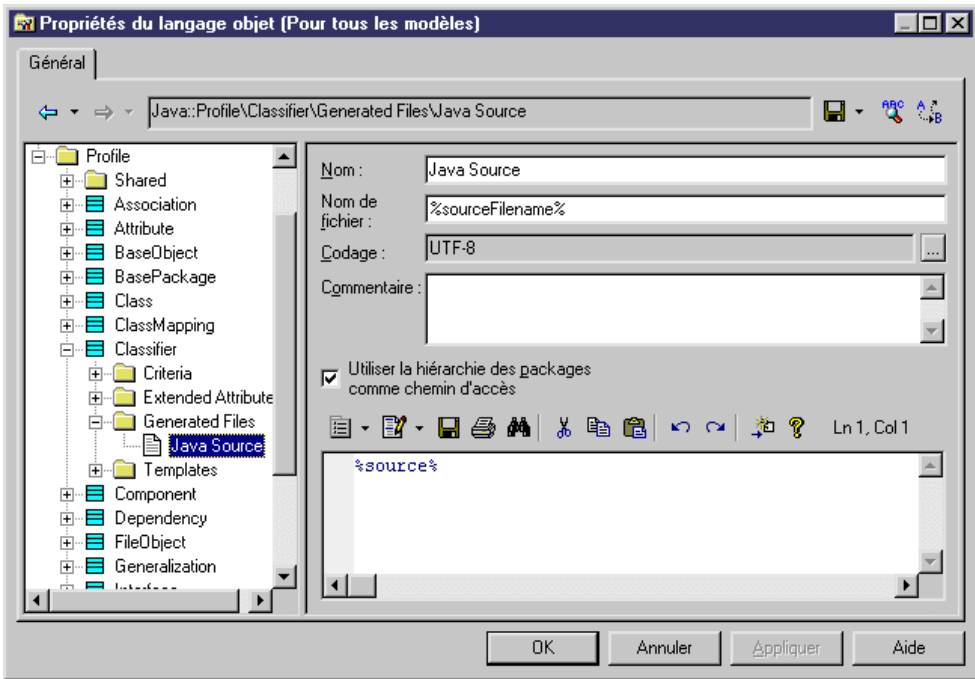 Propriétés du langage objet (Pour tous les modèles)
Général
Java::Profile\Classifier\Generated Files\Java Source
ABC
A
B
Profile
Shared
Association
Attribute
BaseObject
BasePackage
Class
ClassMapping
Classifier
Criteria
Extended Attribute
Generated Files
Java Source
Templates
Component
Dependency
FileObject
Generalization
Nom :
Java Source
Nom de
fichier :
%sourceFilename%
Codage :
UTF-8
...
Commentaire :
Utiliser la hiérarchie des packages
comme chemin d'accès
Ln 1, Col 1
%source%
OK
Annuler
Appliquer
Aide